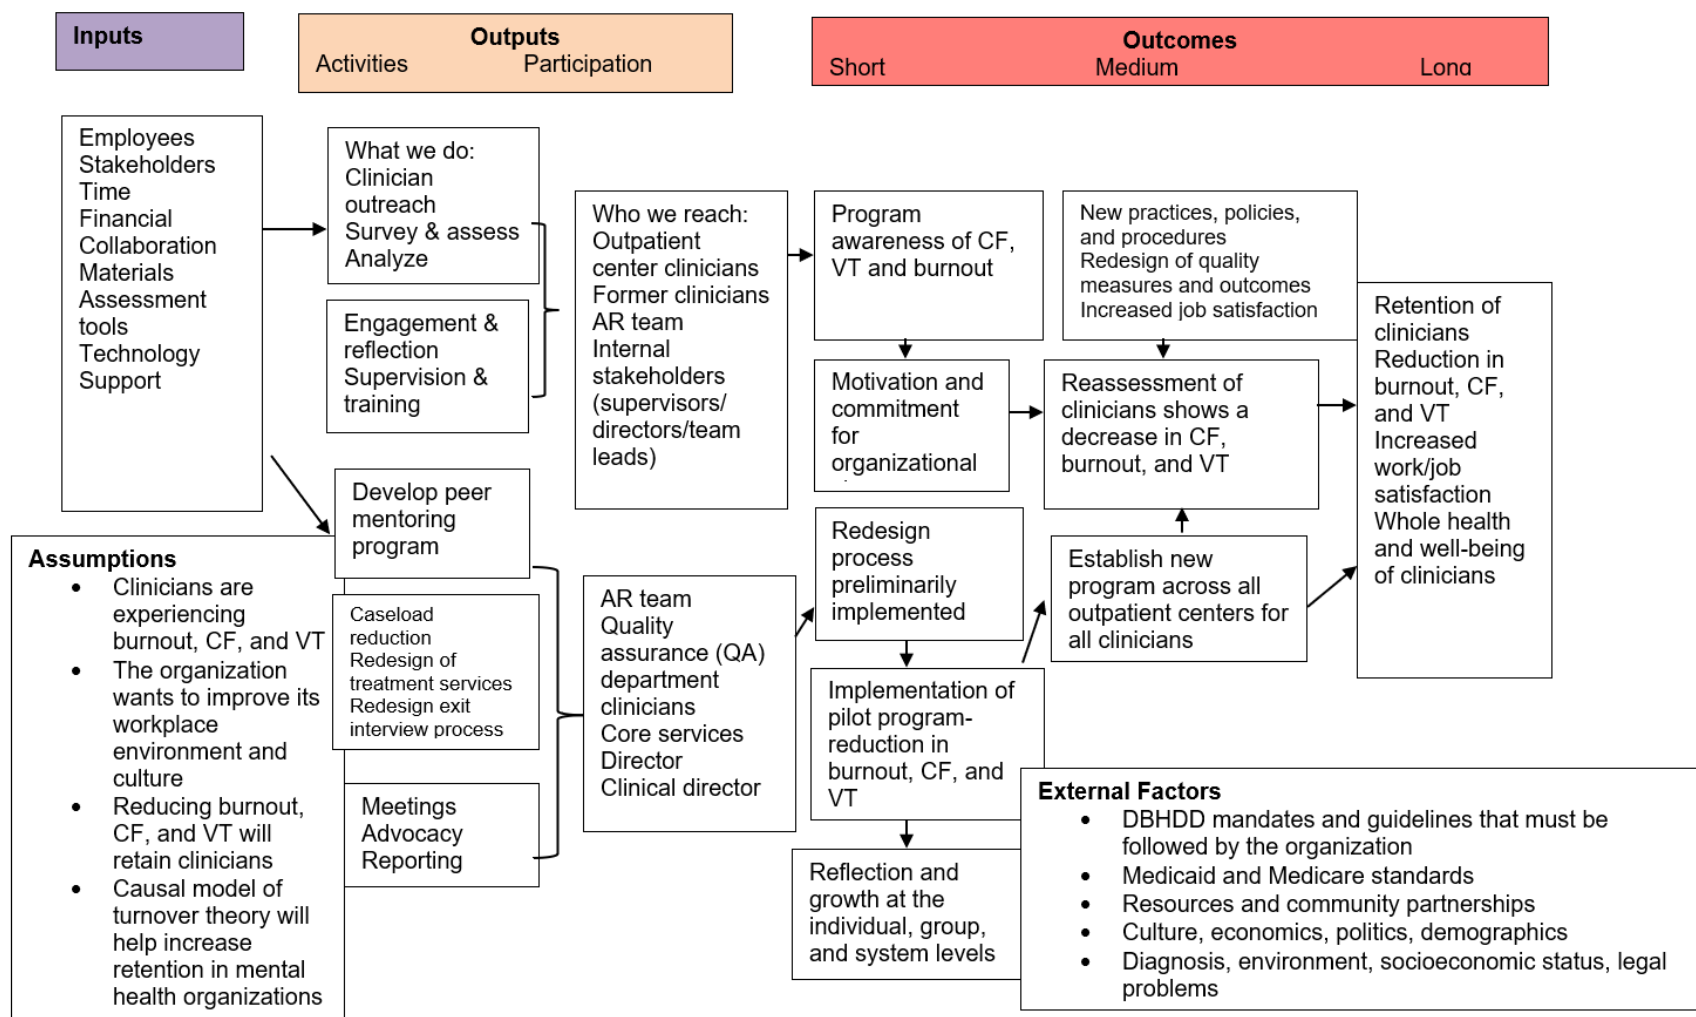 Inputs
Outputs
Activities Participation
Outcomes
Short Medium Long
Employees
Stakeholders
Time
Financial
Collaboration
Materials
Assessment
tools
Technology
Support
What we do:
Clinician
outreach
Survey & assess
Analyze
Engagement &
reflection
Supervision &
training
Who we reach:
Outpatient
center clinicians
Former clinicians
AR team
Internal
stakeholders
(supervisors/
directors/team
leads)
Program
awareness of CF,
VT and burnout
Motivation and
commitment
for
organizational
New practices, policies,
and procedures
Redesign of quality
measures and outcomes
Increased job satisfaction
Reassessment of
clinicians shows a
decrease in CF,
burnout, and VT
Retention of
clinicians
Reduction in
burnout, CF,
and VT
Increased
work/job
satisfaction
Whole health
and well-being
of clinicians
Develop peer
mentoring
program
Caseload
reduction
Redesign of
treatment services
Redesign exit
interview process
Meetings
Advocacy
Reporting
AR team
Quality
assurance (QA)
department
clinicians
Core services
Director
Clinical director
Redesign
process
preliminarily
implemented
Implementation of
pilot program-
reduction in
burnout, CF, and
VT
Reflection and
growth at the
individual, group,
and system levels
Establish new
program across all
outpatient centers for
all clinicians
Assumptions
• Clinicians are
experiencing
burnout, CF, and VT
• The organization
wants to improve its
workplace
environment and
culture
• Reducing burnout,
CF, and VT will
retain clinicians
• Causal model of
turnover theory will
help increase
retention in mental
health organizations
External Factors
• DBHDD mandates and guidelines that must be
followed by the organization
• Medicaid and Medicare standards
• Resources and community partnerships
• Culture, economics, politics, demographics
• Diagnosis, environment, socioeconomic status, legal
problems